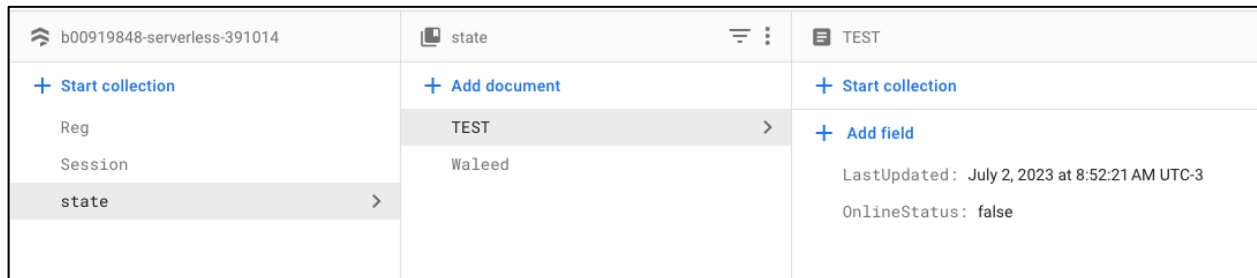 b00919848-serverless-391014
+ Start collection
Reg
Session
state
state
+ Add document
TEST
Waleed
TEST
+ Start collection
+ Add field
LastUpdated: July 2, 2023 at 8:52:21 AM UTC-3
OnlineStatus: false